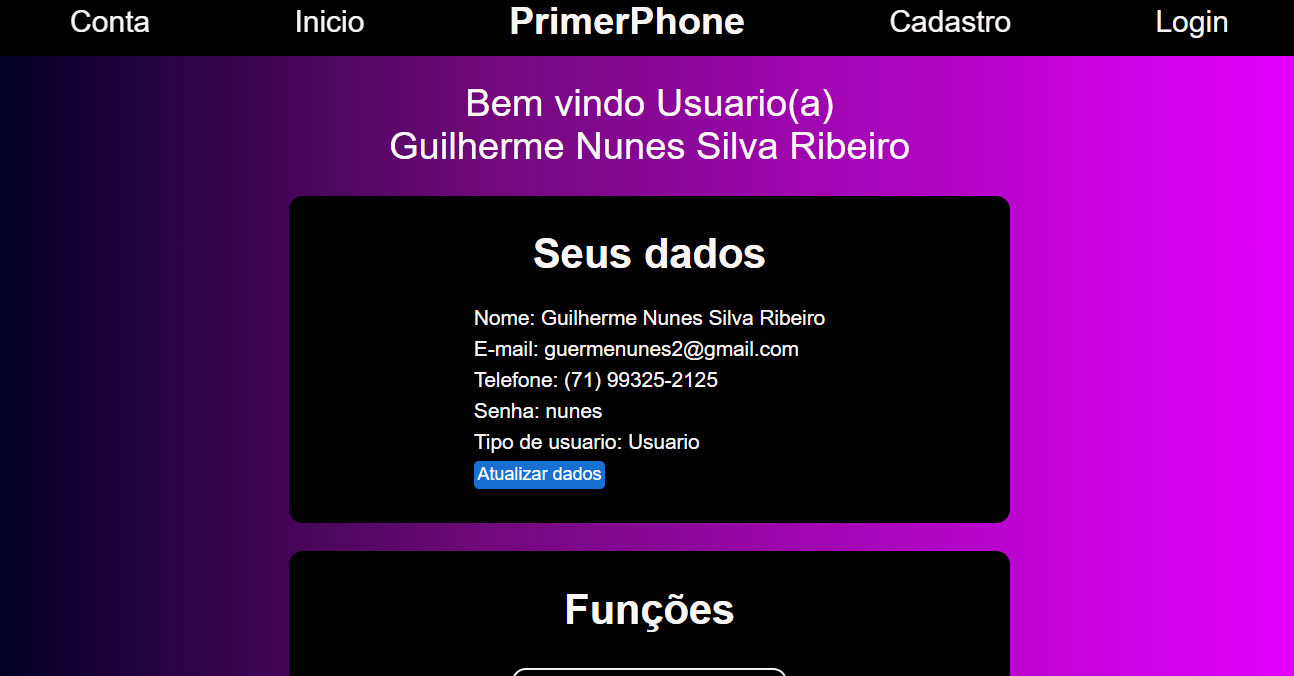 Conta Inicio PrimerPhone Cadastro Login
Bem vindo Usuario(a)
Guilherme Nunes Silva Ribeiro
Seus dados
Nome: Guilherme Nunes Silva Ribeiro
E-mail: guermenunes2@gmail.com
Telefone: (71) 99325-2125
Senha: nunes
Tipo de usuario: Usuario
Atualizar dados
Funções